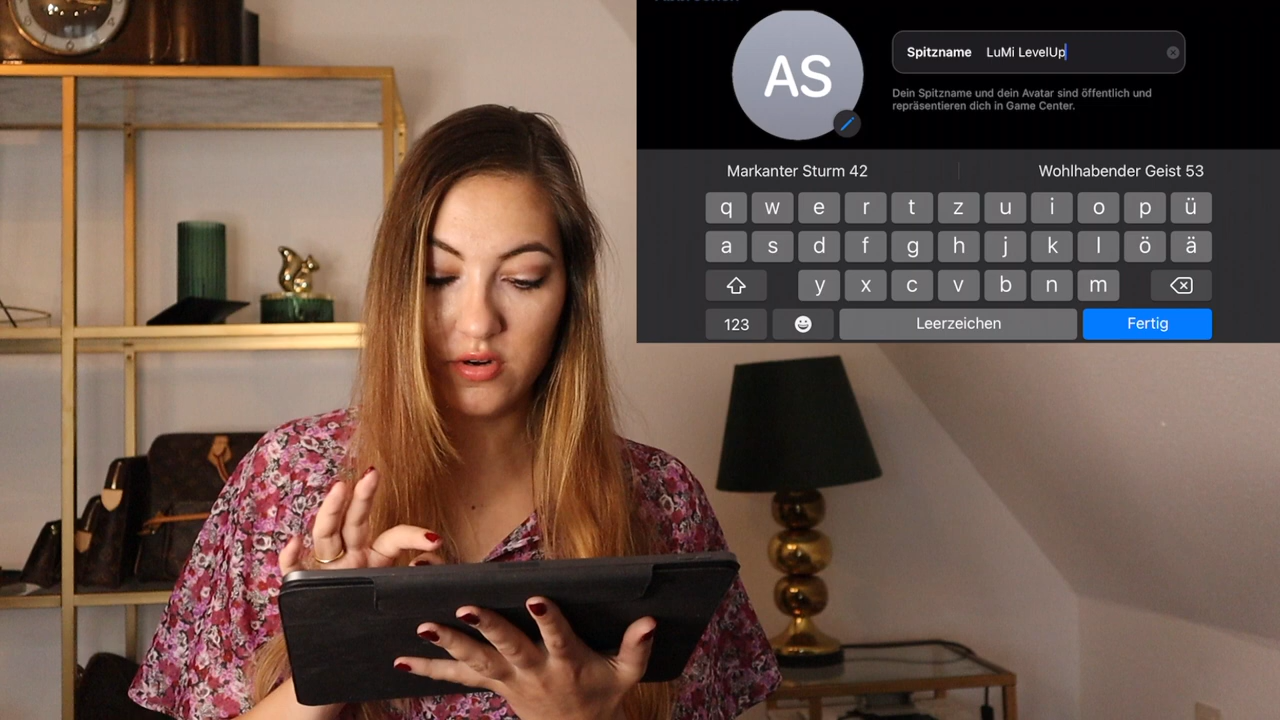 AS
Spitzname LuMi LevelUp
Dein Spitzname und dein Avatar sind öffentlich und
repräsentieren dich in Game Center.
Markanter Sturm 42 Wohlhabender Geist 53
q w e r t z u i o p ü
a s d f g h j k l ö ä
y x c v b n m
123 Leerzeichen Fertig